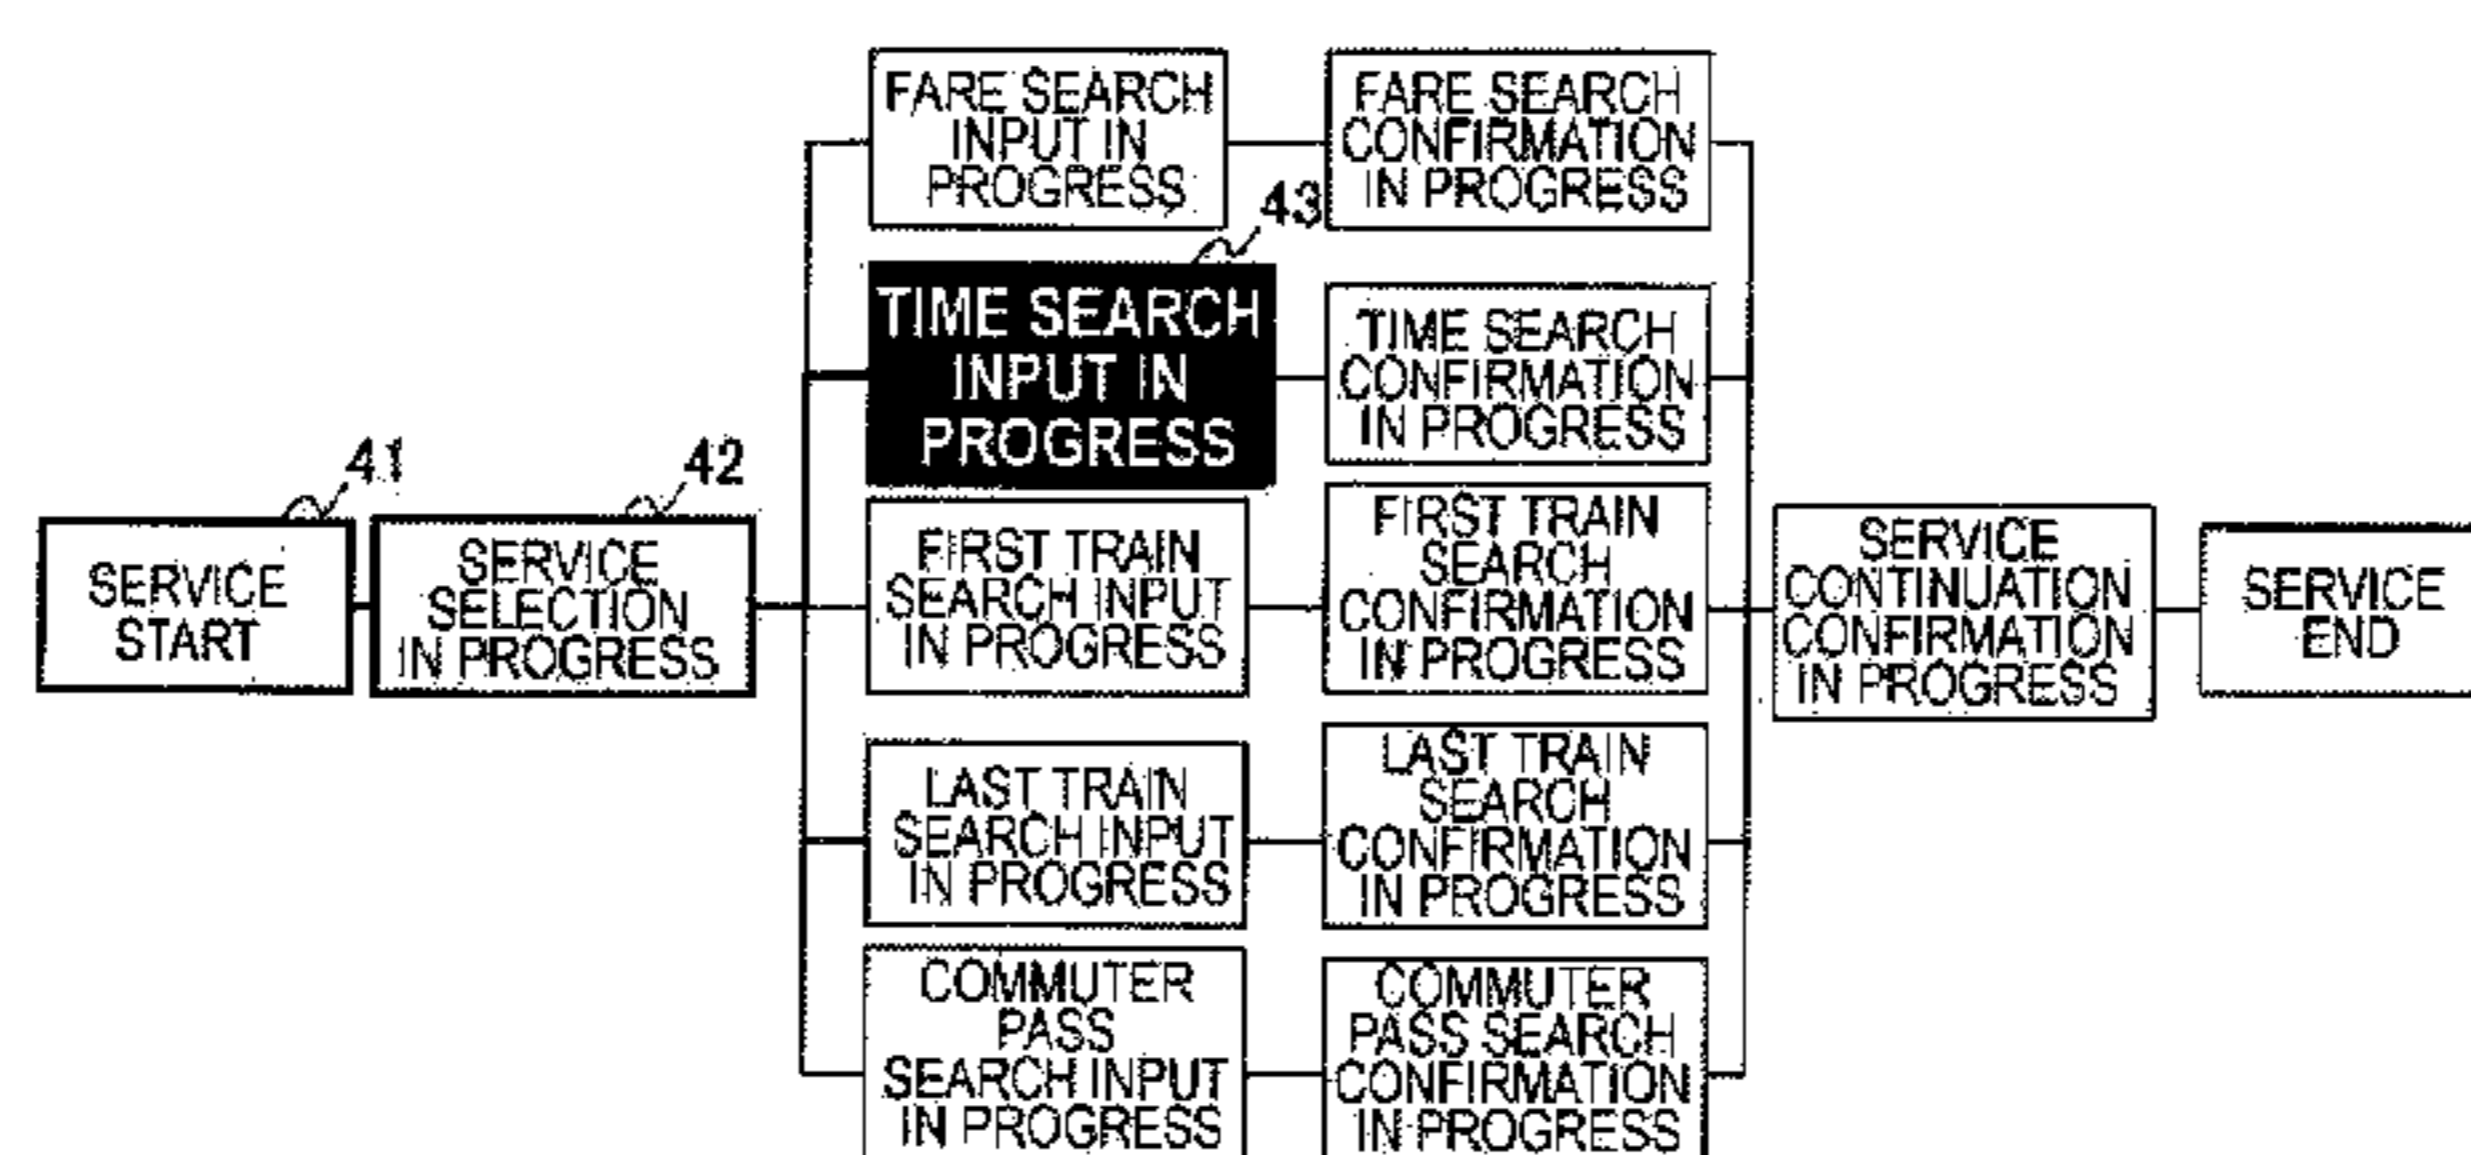 FARE SEARCH
INPUT IN
PROGRESS
FARE SEARCH
CONFIRMATION
IN PROGRESS
43
TIME SEARCH
INPUT IN
PROGRESS
TIME SEARCH
CONFIRMATION
IN PROGRESS
41
SERVICE
START
42
SERVICE
SELECTION
IN PROGRESS
FIRST TRAIN
SEARCH INPUT
IN PROGRESS
FIRST TRAIN
SEARCH
CONFIRMATION
IN PROGRESS
SERVICE
CONTINUATION
CONFIRMATION
IN PROGRESS
SERVICE
END
LAST TRAIN
SEARCH INPUT
IN PROGRESS
LAST TRAIN
SEARCH
CONFIRMATION
IN PROGRESS
COMMUTER
PASS
SEARCH INPUT
IN PROGRESS
COMMUTER
PASS SEARCH
CONFIRMATION
IN PROGRESS